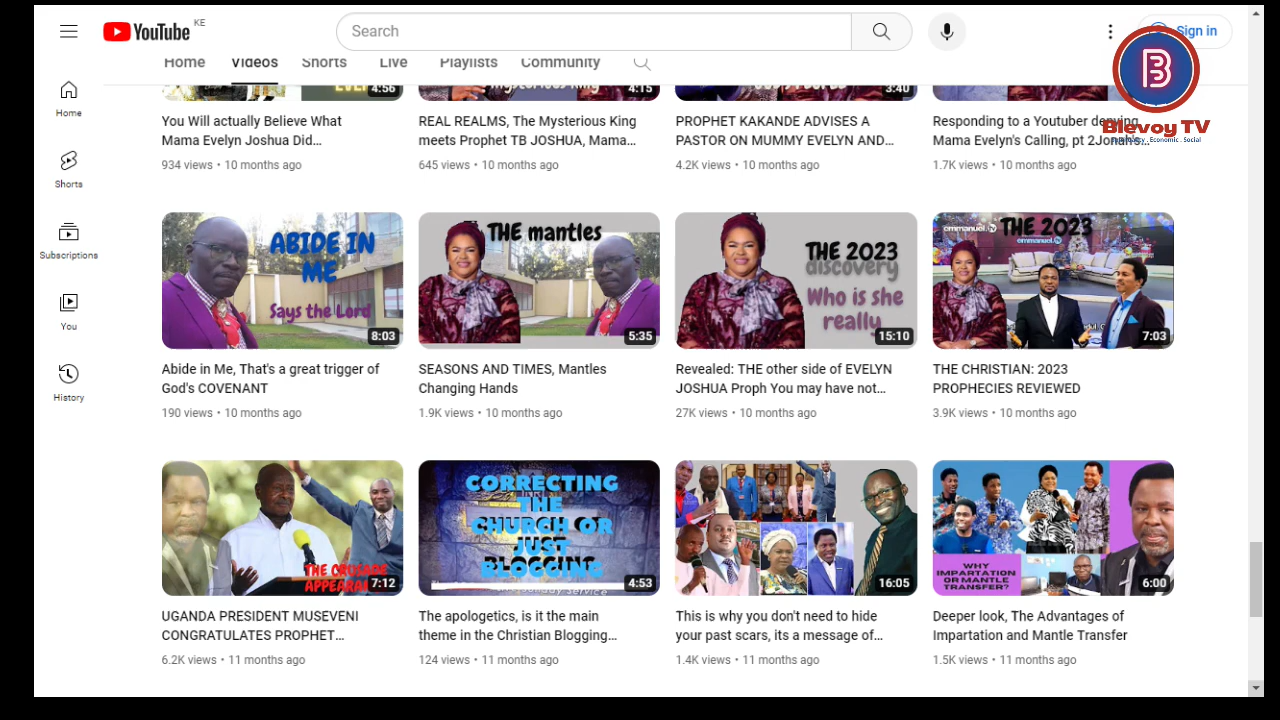 YouTube KE
Search
Sign in
Home Videos Shorts Live Playlists Community
Blevoy TV
Economic . Social
Home
Shorts
Subscriptions
You
History
4:56
4:15
3:40
You Will actually Believe What
Mama Evelyn Joshua Did...
934 views • 10 months ago
REAL REALMS, The Mysterious King
meets Prophet TB JOSHUA, Mama...
645 views • 10 months ago
PROPHET KAKANDE ADVISES A
PASTOR ON MUMMY EVELYN AND...
4.2K views • 10 months ago
Responding to a Youtuber denying
Mama Evelyn's Calling, pt 2Jonah's...
1.7K views • 10 months ago
ABIDE IN
ME
Says the Lord
8:03
Abide in Me, That's a great trigger of
God's COVENANT
190 views • 10 months ago
THE mantles
5:35
SEASONS AND TIMES, Mantles
Changing Hands
1.9K views • 10 months ago
THE 2023
discovery
Who is she
really
15:10
Revealed: THE other side of EVELYN
JOSHUA Proph You may have not...
27K views • 10 months ago
THE 2023
emmanuel.tv
emmanuel.tv
7:03
THE CHRISTIAN: 2023
PROPHECIES REVIEWED
3.9K views • 10 months ago
THE CRUSADE
7:12
UGANDA PRESIDENT MUSEVENI
CONGRATULATES PROPHET...
6.2K views • 11 months ago
CORRECTING
THE
CHURCH OR
JUST
BLOGGING
4:53
The apologetics, is it the main
theme in the Christian Blogging...
124 views • 11 months ago
16:05
This is why you don't need to hide
your past scars, its a message of...
1.4K views • 11 months ago
WHY
IMPARTATION
OR MANTLE
TRANSFER?
6:00
Deeper look, The Advantages of
Impartation and Mantle Transfer
1.5K views • 11 months ago